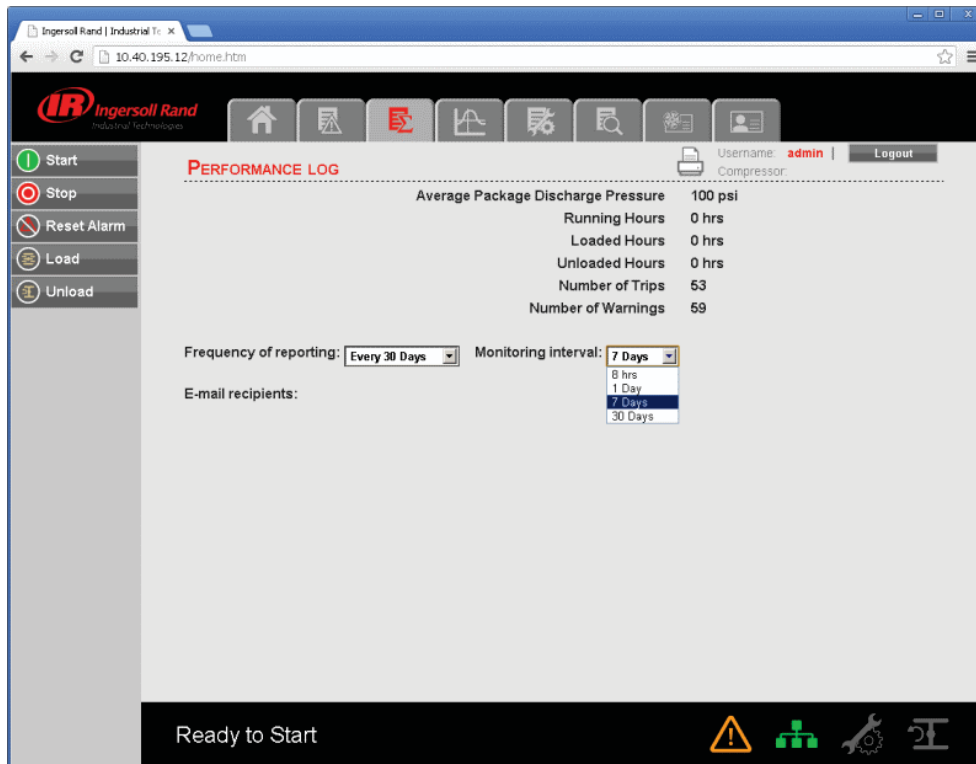 Ingersoll Rand | Industrial Te
10.40.195.12/home.htm
IR Ingersoll Rand
Industrial Technologies
Start
Stop
Reset Alarm
Load
Unload
PERFORMANCE LOG
Username: admin | Logout
Compressor:
Average Package Discharge Pressure 100 psi
Running Hours 0 hrs
Loaded Hours 0 hrs
Unloaded Hours 0 hrs
Number of Trips 53
Number of Warnings 59
Frequency of reporting: Every 30 Days Monitoring interval: 7 Days
8 hrs
1 Day
7 Days
30 Days
E-mail recipients:
Ready to Start